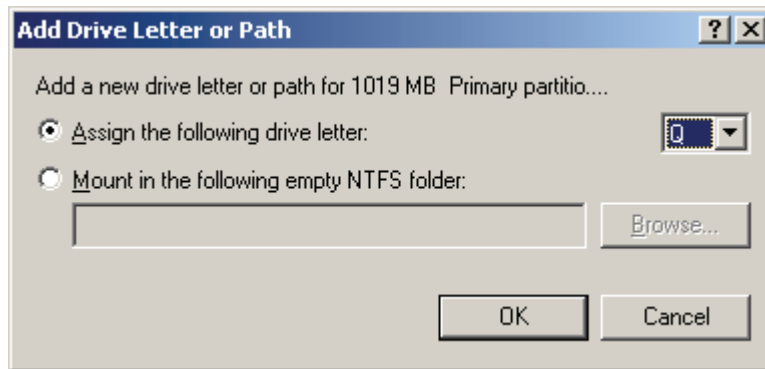 Add Drive Letter or Path
Add a new drive letter or path for 1019 MB Primary partitio....
Assign the following drive letter: Q
Mount in the following empty NTFS folder:
Browse...
OK Cancel